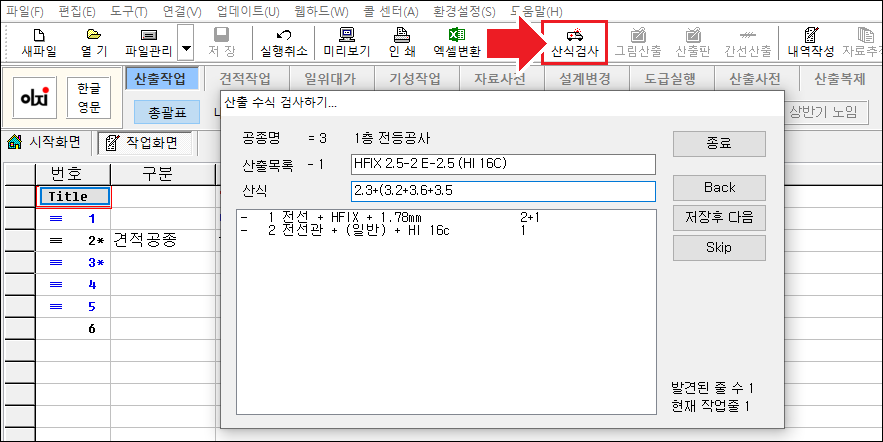 파일(F) 편집(E) 도구(T) 연결(V) 업데이트(U) 웹하드(W) 콜 센터(A) 환경설정(S) 도움말(H)
새파일 열 기 파일관리 저 장 실행취소 미리보기 인 쇄 엑셀변환 산식검사 그림산출 산출판 간선산출 내역작성 자료추
이지 한글 영문
산출작업 견적작업 일위대가 기성작업 자료사전 설계변경 도급실행 산출사전 산출복제
총괄표 상반기 노임
시작화면 작업화면
번호 구분
Title
1
2* 견적공종
3*
4
5
6
산출 수식 검사하기...
공종명 = 3 1층 전등공사
산출목록 - 1 HFIX 2.5-2 E-2.5 (HI 16C)
산식 2.3+(3.2+3.6+3.5
- 1 전선 + HFIX + 1.78mm 2+1
- 2 전선관 + (일반) + HI 16c 1
종료
Back
저장후 다음
Skip
발견된 줄 수 1
현재 작업줄 1